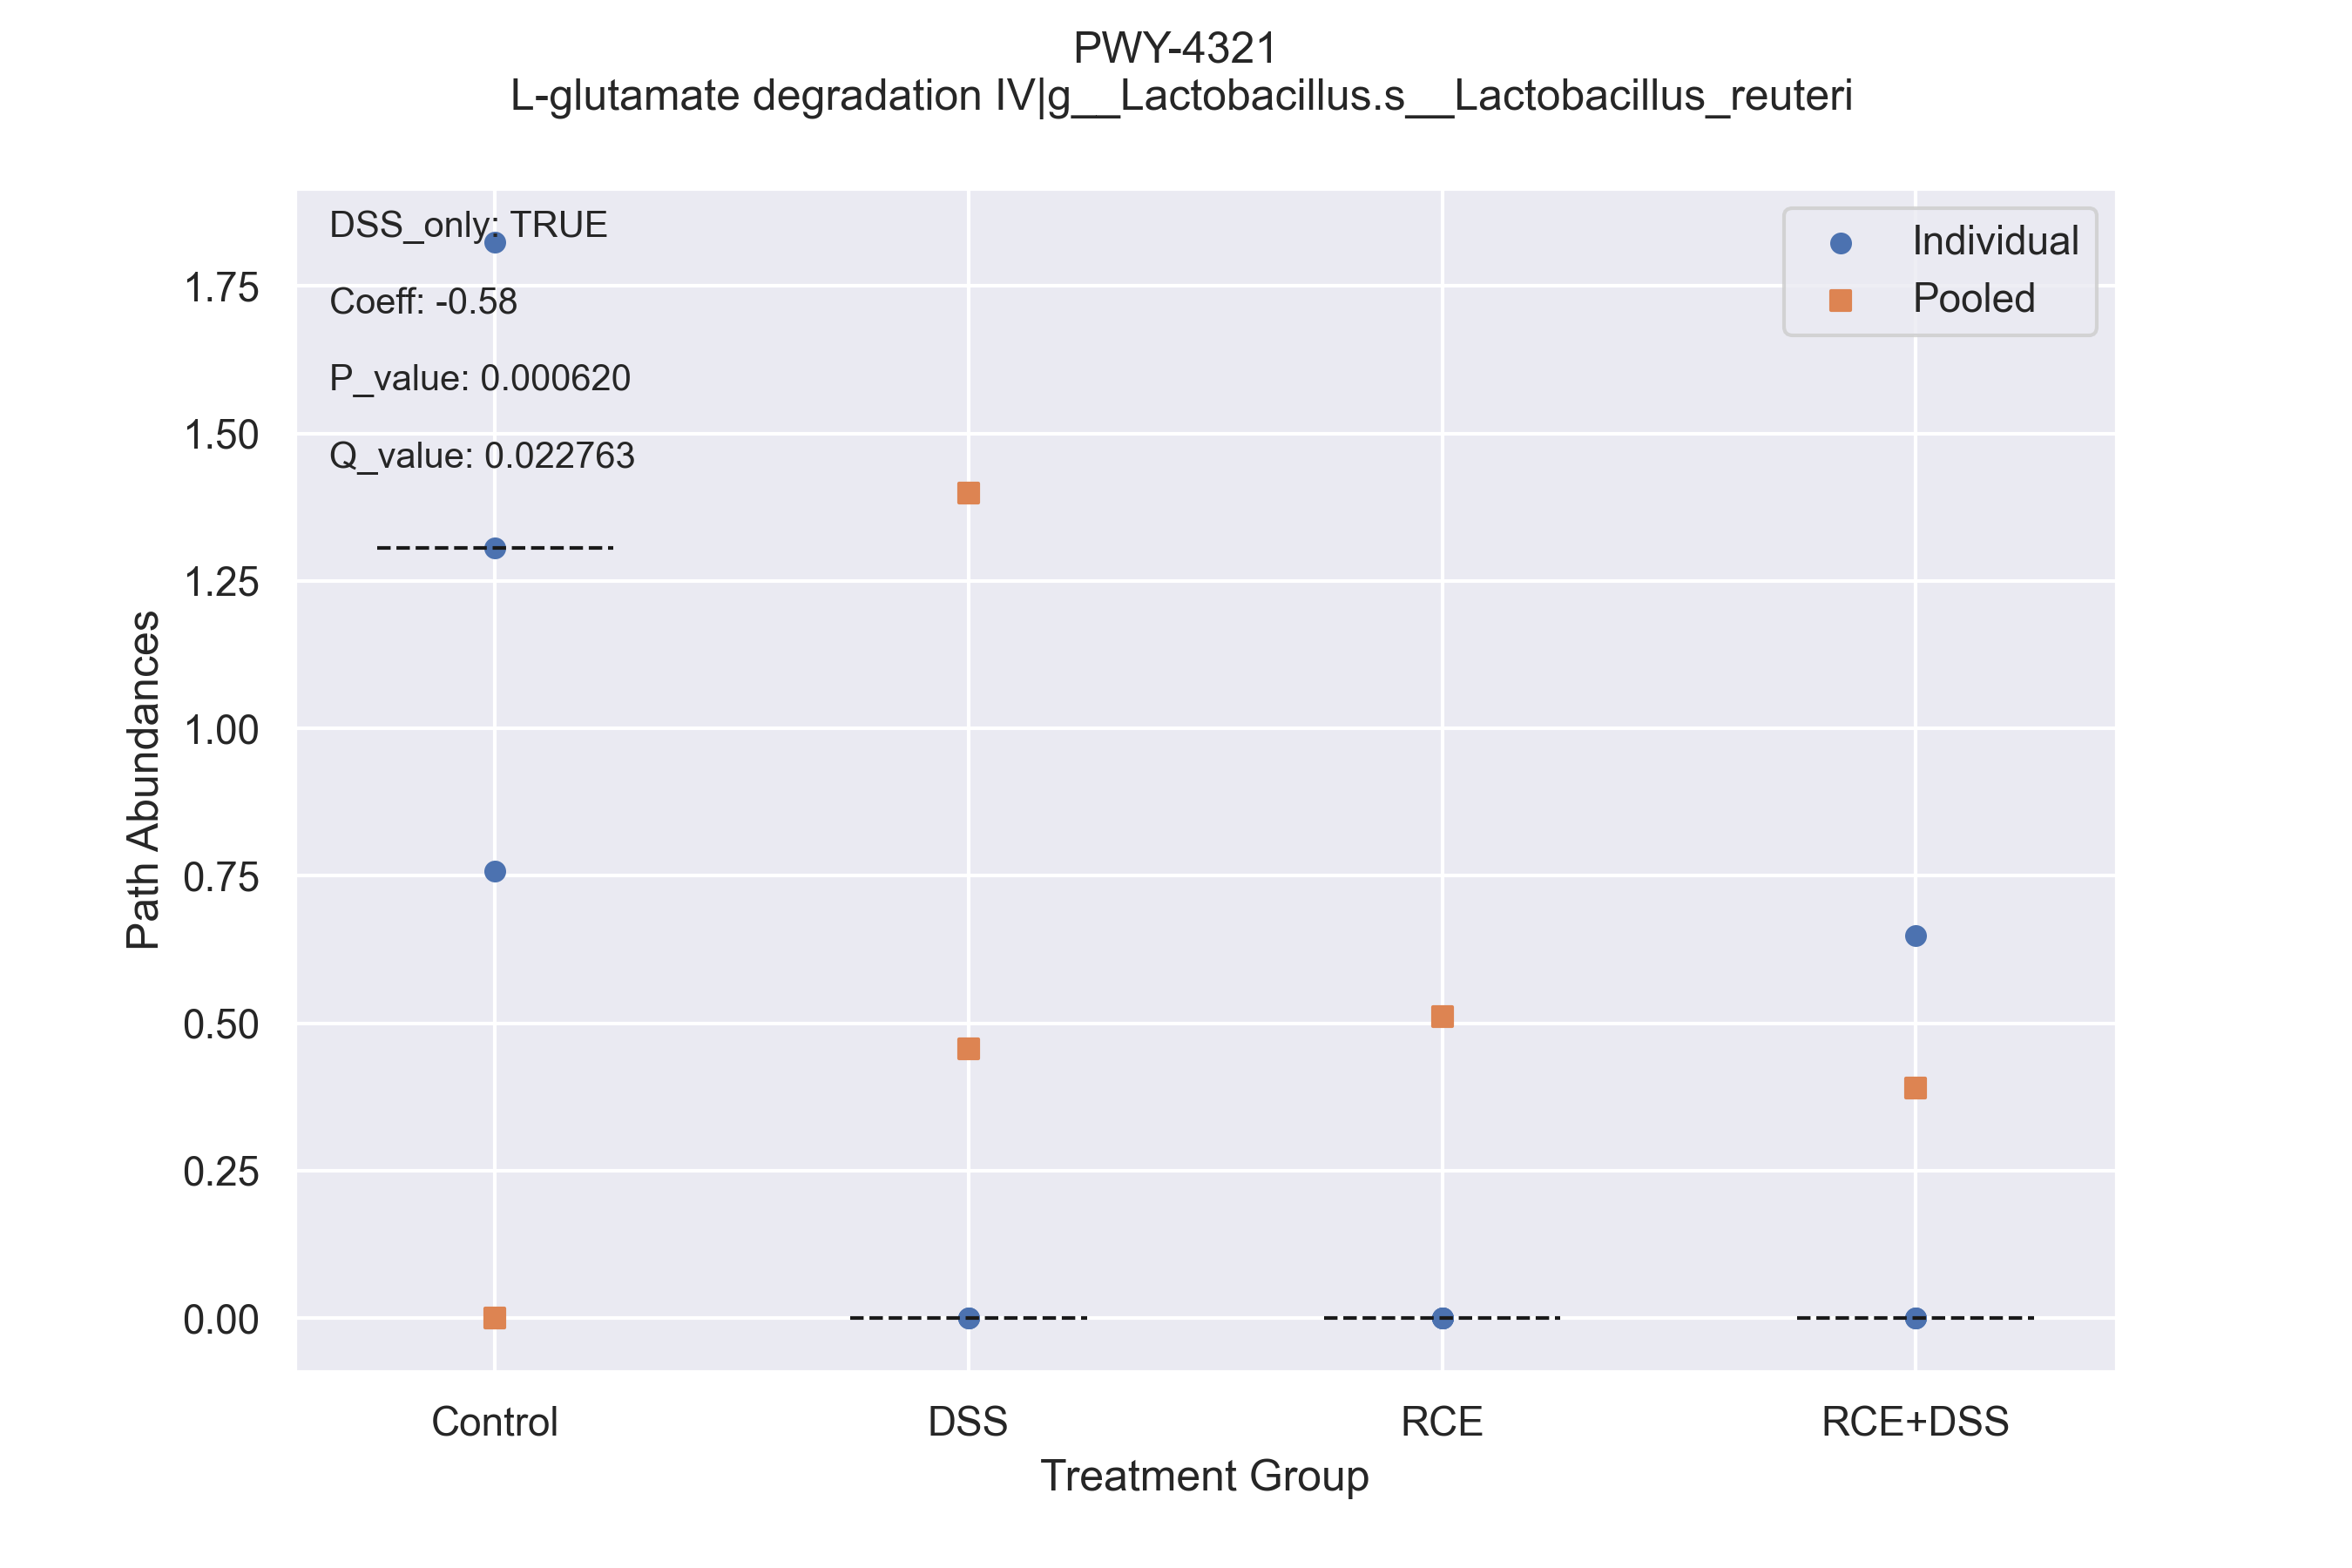 PWY-4321
L-glutamate degradation IV|g__Lactobacillus.s__Lactobacillus_reuteri
DSS_only: TRUE
Coeff: -0.58
P_value: 0.000620
Q_value: 0.022763
Individual
Pooled
Path Abundances
1.75
1.50
1.25
1.00
0.75
0.50
0.25
0.00
Control DSS RCE RCE+DSS
Treatment Group